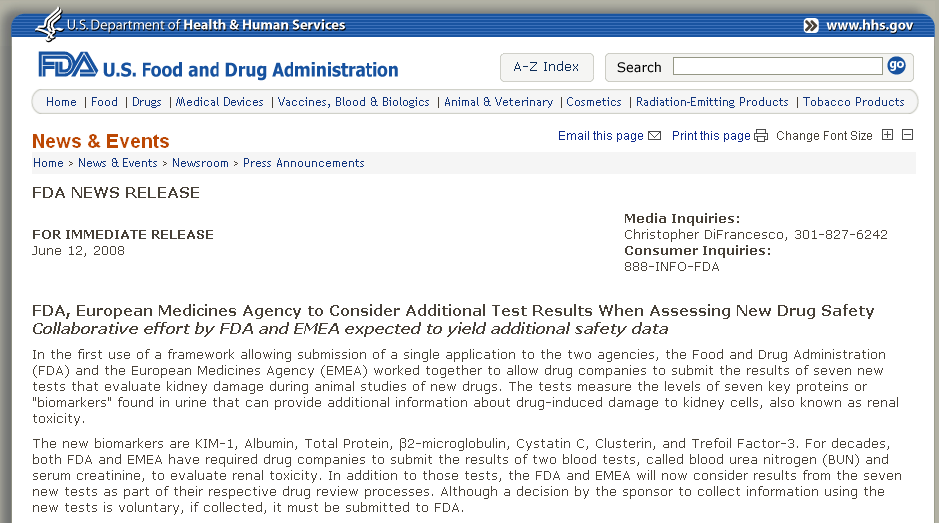 U.S. Department of Health & Human Services
www.hhs.gov
FDA U.S. Food and Drug Administration
A-Z Index
Search
go
Home | Food | Drugs | Medical Devices | Vaccines, Blood & Biologics | Animal & Veterinary | Cosmetics | Radiation-Emitting Products | Tobacco Products
News & Events
Email this page Print this page Change Font Size
Home > News & Events > Newsroom > Press Announcements
FDA NEWS RELEASE
FOR IMMEDIATE RELEASE
June 12, 2008
Media Inquiries:
Christopher DiFrancesco, 301-827-6242
Consumer Inquiries:
888-INFO-FDA
FDA, European Medicines Agency to Consider Additional Test Results When Assessing New Drug Safety
Collaborative effort by FDA and EMEA expected to yield additional safety data
In the first use of a framework allowing submission of a single application to the two agencies, the Food and Drug Administration
(FDA) and the European Medicines Agency (EMEA) worked together to allow drug companies to submit the results of seven new
tests that evaluate kidney damage during animal studies of new drugs. The tests measure the levels of seven key proteins or
"biomarkers" found in urine that can provide additional information about drug-induced damage to kidney cells, also known as renal
toxicity.
The new biomarkers are KIM-1, Albumin, Total Protein, β2-microglobulin, Cystatin C, Clusterin, and Trefoil Factor-3. For decades,
both FDA and EMEA have required drug companies to submit the results of two blood tests, called blood urea nitrogen (BUN) and
serum creatinine, to evaluate renal toxicity. In addition to those tests, the FDA and EMEA will now consider results from the seven
new tests as part of their respective drug review processes. Although a decision by the sponsor to collect information using the
new tests is voluntary, if collected, it must be submitted to FDA.